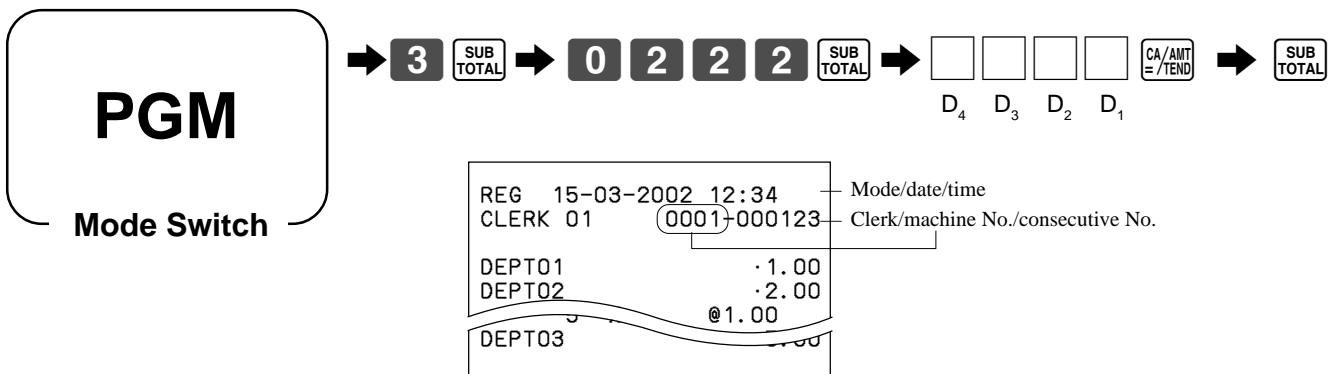 PGM
Mode Switch
3 SUB TOTAL 0 2 2 2 SUB TOTAL CA/AMT = /TEND SUB TOTAL
D4 D3 D2 D1
REG 15-03-2002 12:34 Mode/date/time
CLERK 01 0001-000123 Clerk/machine No./consecutive No.
DEPT01 ·1.00
DEPT02 ·2.00
@1.00
DEPT03